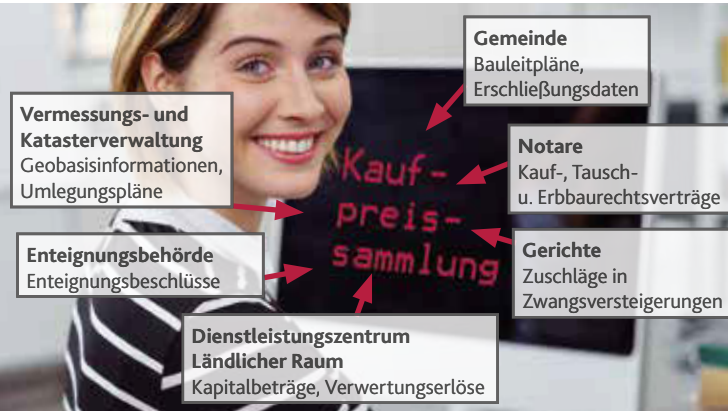 Gemeinde
Bauleitpläne,
Erschließungsdaten
Vermessungs- und
Katasterverwaltung
Geobasisinformationen,
Umlegungspläne
Notare
Kauf-, Tausch-
u. Erbbaurechtsverträge
Kauf-
preis-
sammlung
Enteignungsbehörde
Enteignungsbeschlüsse
Gerichte
Zuschläge in
Zwangsversteigerungen
Dienstleistungszentrum
Ländlicher Raum
Kapitalbeträge, Verwertungserlöse